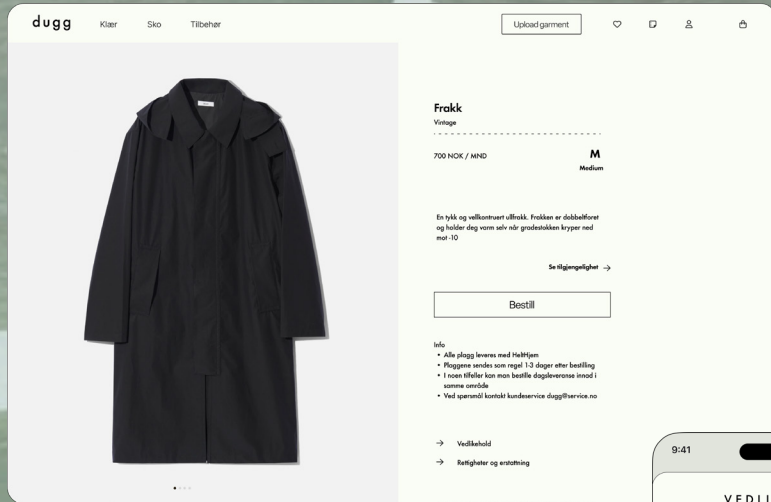 dugg
Klær
Sko
Tilbehør
Upload garment
Frakk
Vintage
700 NOK / MND
M
Medium
En tykk og vellkontruert ullfrakk. Frakken er dobbeltforet
og holder deg varm selv når gradestokken kryper ned
mot -10
Se tilgjengelighet →
Bestill
Info
• Alle plagg leveres med HeltHjem
• Plaggene sendes som regel 1-3 dager etter bestilling
• I noen tilfeller kan man bestille dagsleveranse innad i
samme område
• Ved spørsmål kontakt kundeservice dugg@service.no
→ Vedlikehold
→ Rettigheter og erstattning
9:41
VEDLI